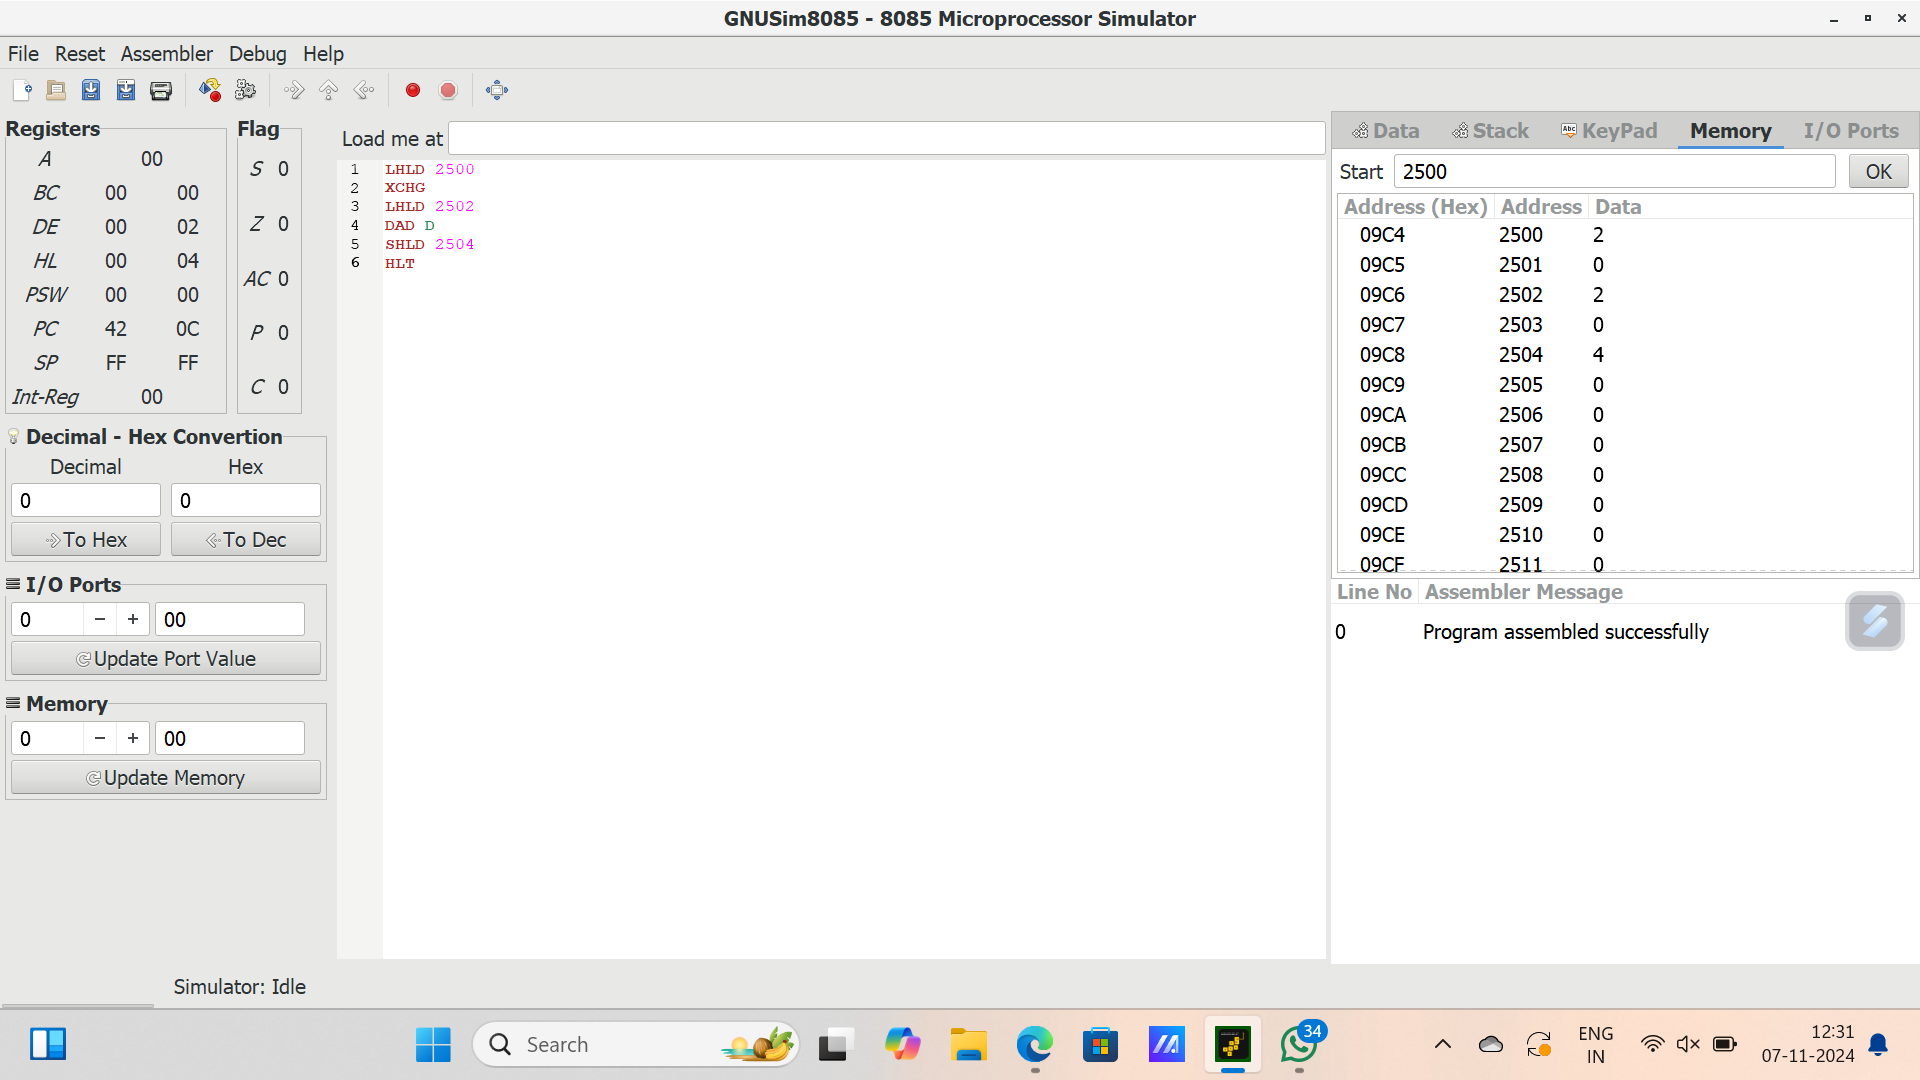 GNUSim8085 - 8085 Microprocessor Simulator
File Reset Assembler Debug Help
Registers
A 00
BC 00 00
DE 00 02
HL 00 04
PSW 00 00
PC 42 0C
SP FF FF
Int-Reg 00
Flag
S 0
Z 0
AC 0
P 0
C 0
Decimal - Hex Convertion
Decimal Hex
0 0
To Hex To Dec
I/O Ports
0 − + 00
Update Port Value
Memory
0 − + 00
Update Memory
Load me at
1 LHLD 2500
2 XCHG
3 LHLD 2502
4 DAD D
5 SHLD 2504
6 HLT
Data Stack Abc KeyPad Memory I/O Ports
Start 2500 OK
Address (Hex) Address Data
09C4 2500 2
09C5 2501 0
09C6 2502 2
09C7 2503 0
09C8 2504 4
09C9 2505 0
09CA 2506 0
09CB 2507 0
09CC 2508 0
09CD 2509 0
09CE 2510 0
09CF 2511 0
Line No Assembler Message
0 Program assembled successfully
Simulator: Idle
Search
34
ENG
IN
12:31
07-11-2024